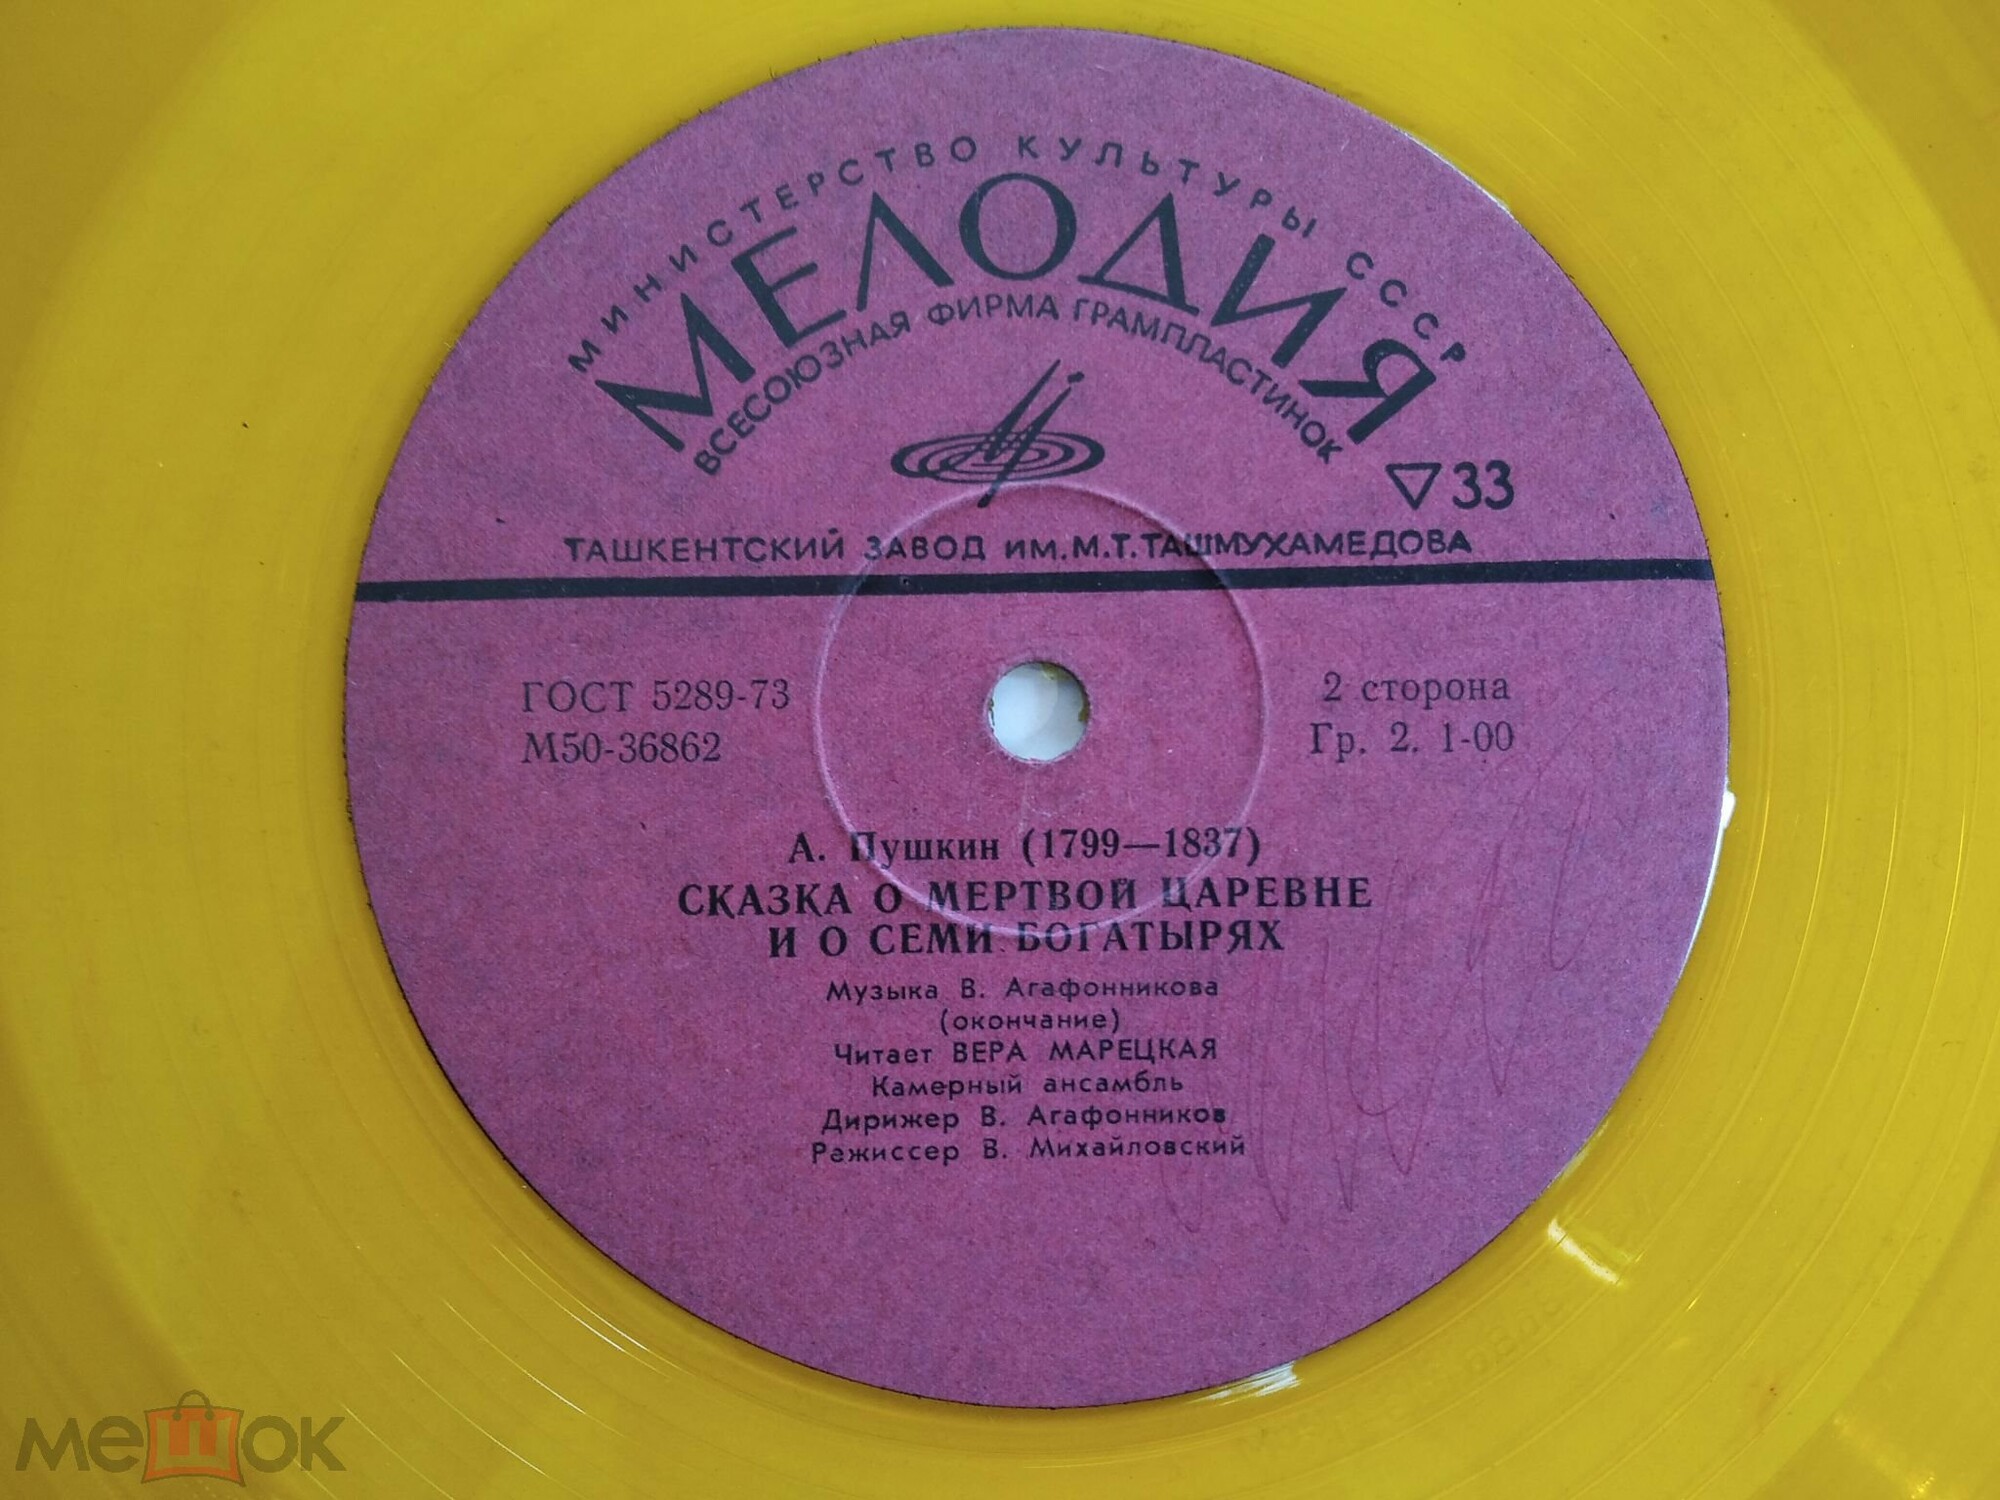 МИНИСТЕРСТВО КУЛЬТУРЫ СССР
МЕЛОДИЯ
ВСЕСОЮЗНАЯ ФИРМА ГРАМПЛАСТИНОК
33
ТАШКЕНТСКИЙ ЗАВОД ИМ.М.Т.ТАШМУХАМЕДОВА
ГОСТ 5289-73
М50-36862
2 сторона
Гр. 2. 1-00
А. Пушкин (1799—1837)
СКАЗКА О МЕРТВОЙ ЦАРЕВНЕ
И О СЕМИ БОГАТЫРЯХ
Музыка В. Агафонникова
(окончание)
Читает ВЕРА МАРЕЦКАЯ
Камерный ансамбль
Дирижер В. Агафонников
Режиссер В. Михайловский
мешок